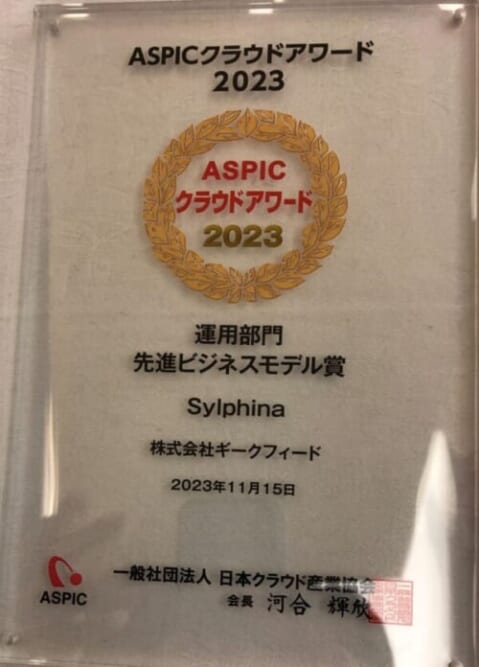 ASPICクラウドアワード
2023
ASPIC
クラウドアワード
2023
運用部門
先進ビジネスモデル賞
Sylphina
株式会社ギークフィード
2023年11月15日
一般社団法人 日本クラウド産業協会
会長 河合 輝欣
ASPIC